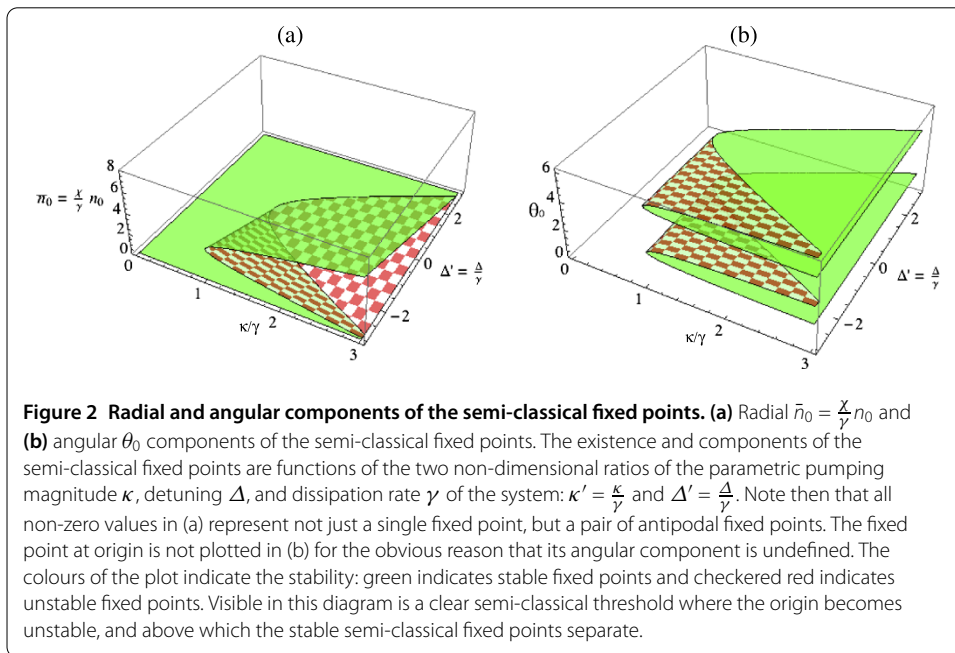 (a)
(b)
8
6
4
2
0
n̄₀ = χ/γ n₀
0
1
2
3
κ/γ
2
0
−2
Δ′ = Δ/γ
6
4
2
0
θ₀
0
1
2
3
κ/γ
2
0
−2
Δ′ = Δ/γ
Figure 2 Radial and angular components of the semi-classical fixed points. (a) Radial n̄₀ = χ/γ n₀ and
(b) angular θ₀ components of the semi-classical fixed points. The existence and components of the
semi-classical fixed points are functions of the two non-dimensional ratios of the parametric pumping
magnitude κ, detuning Δ, and dissipation rate γ of the system: κ′ = κ/γ and Δ′ = Δ/γ. Note then that all
non-zero values in (a) represent not just a single fixed point, but a pair of antipodal fixed points. The fixed
point at origin is not plotted in (b) for the obvious reason that its angular component is undefined. The
colours of the plot indicate the stability: green indicates stable fixed points and checkered red indicates
unstable fixed points. Visible in this diagram is a clear semi-classical threshold where the origin becomes
unstable, and above which the stable semi-classical fixed points separate.